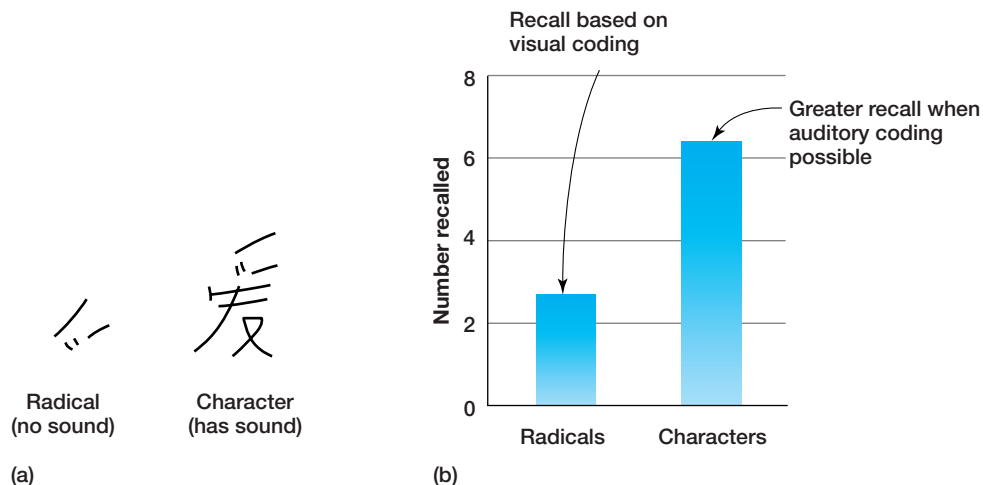 Recall based on
visual coding
8
Greater recall when
auditory coding
possible
6
4
2
0
Number recalled
Radicals
Characters
爰
Radical
(no sound)
Character
(has sound)
(a)
(b)